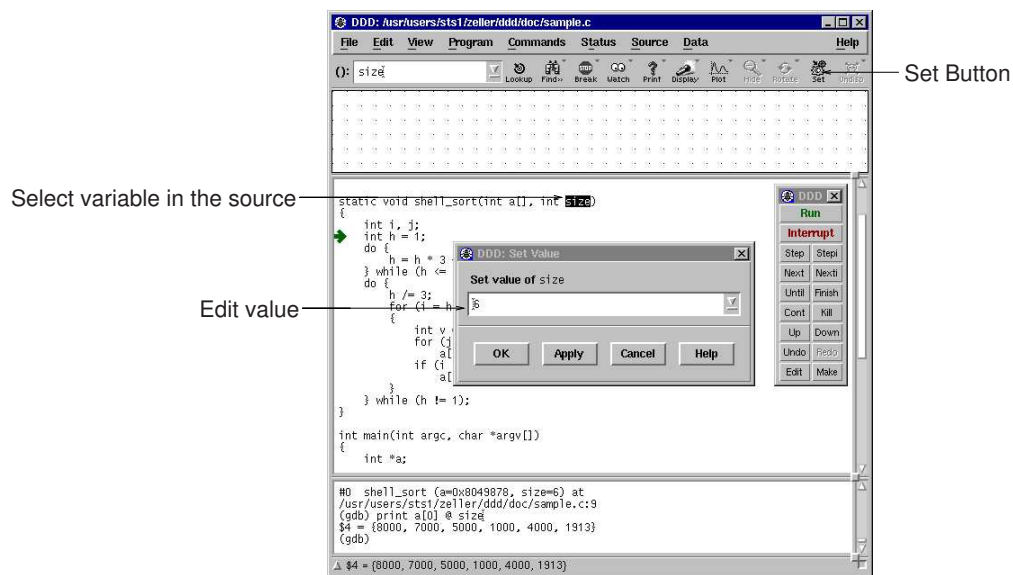 DDD: /usr/users/sts1/zeller/ddd/doc/sample.c
File Edit View Program Commands Status Source Data Help
(): size Lookup Find» Break Watch Print Display Plot Hide Rotate Set Undisp
Set Button
Select variable in the source
static void shell_sort(int a[], int size)
{
int i, j;
int h = 1;
do {
h = h * 3
} while (h <=
do {
h /= 3;
for (i = h
{
int v
for (j
a[
if (i
a[
}
} while (h != 1);
}
int main(int argc, char *argv[])
{
int *a;
Edit value
DDD: Set Value
Set value of size
6
OK Apply Cancel Help
DDD
Run
Interrupt
Step Stepi
Next Nexti
Until Finish
Cont Kill
Up Down
Undo Redo
Edit Make
#0 shell_sort (a=0x8049878, size=6) at
/usr/users/sts1/zeller/ddd/doc/sample.c:9
(gdb) print a[0] @ size
$4 = {8000, 7000, 5000, 1000, 4000, 1913}
(gdb)
$4 = {8000, 7000, 5000, 1000, 4000, 1913}